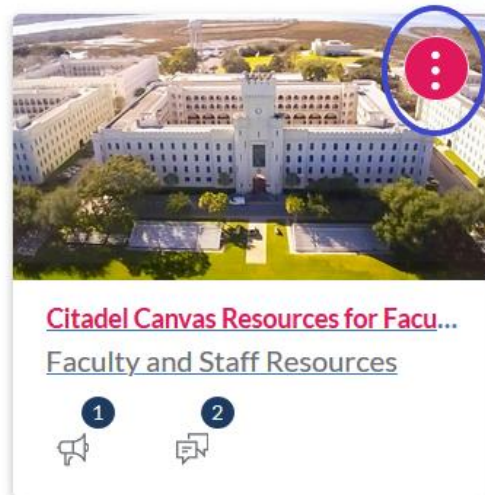 Citadel Canvas Resources for Facu...
Faculty and Staff Resources
1 2